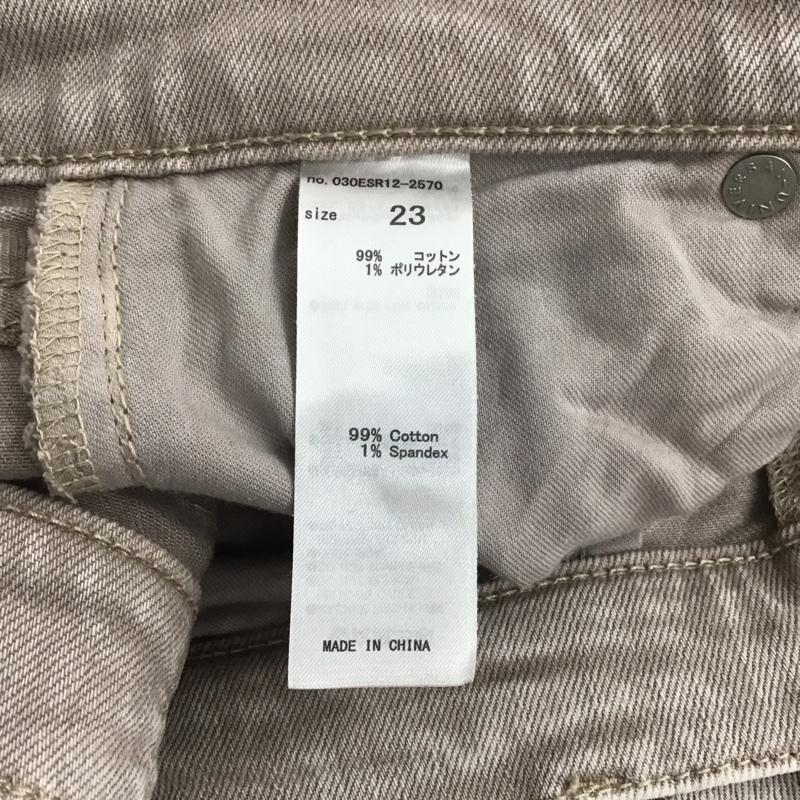 no. 030ESR12-2570
size 23
99% コットン
1% ポリウレタン
99% Cotton
1% Spandex
MADE IN CHINA